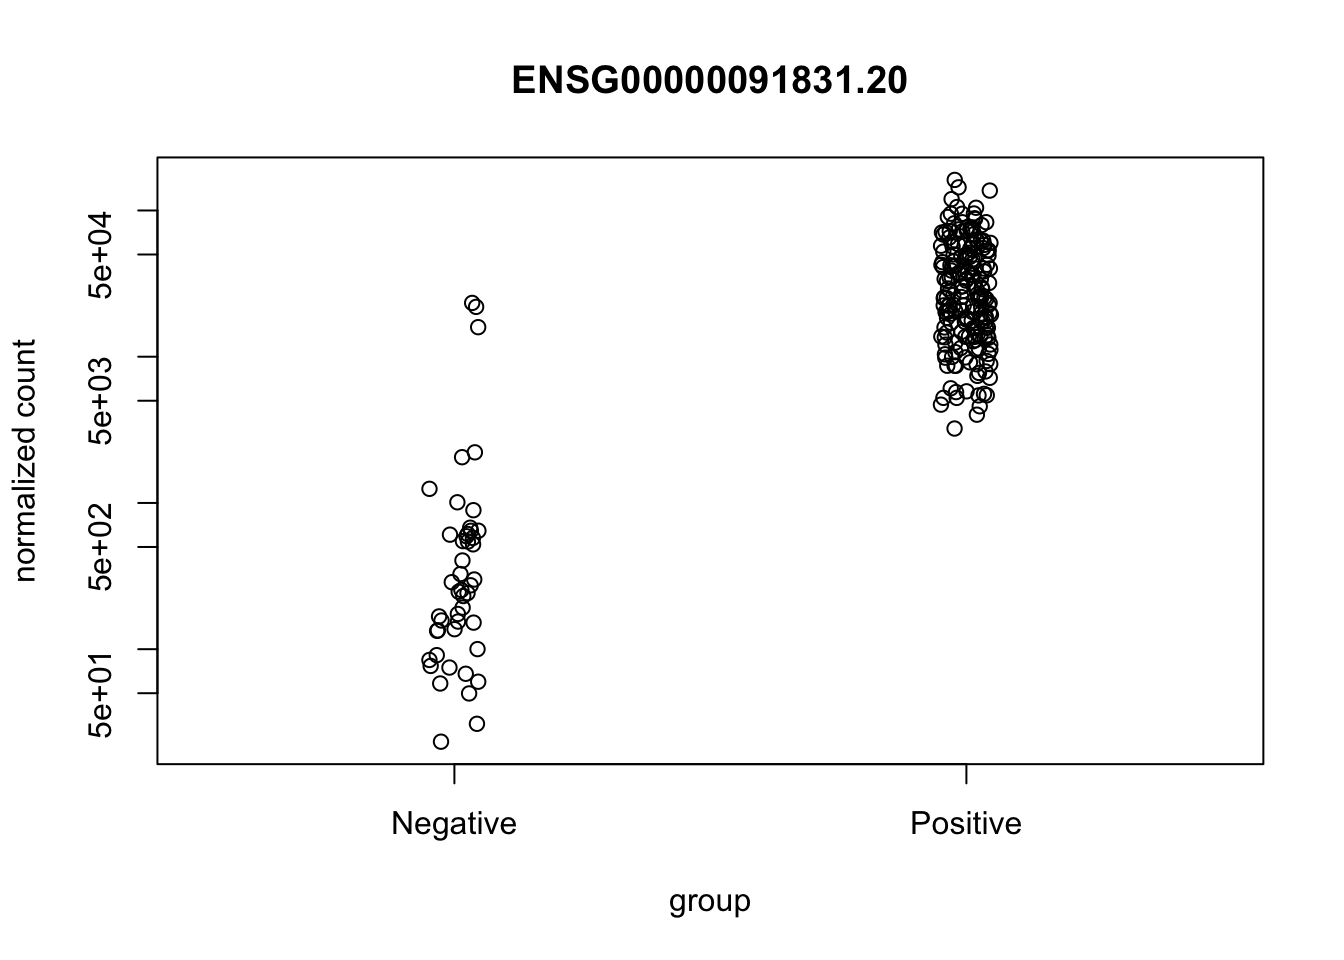 ENSG00000091831.20
normalized count
5e+04
5e+03
5e+02
5e+01
Negative
Positive
group